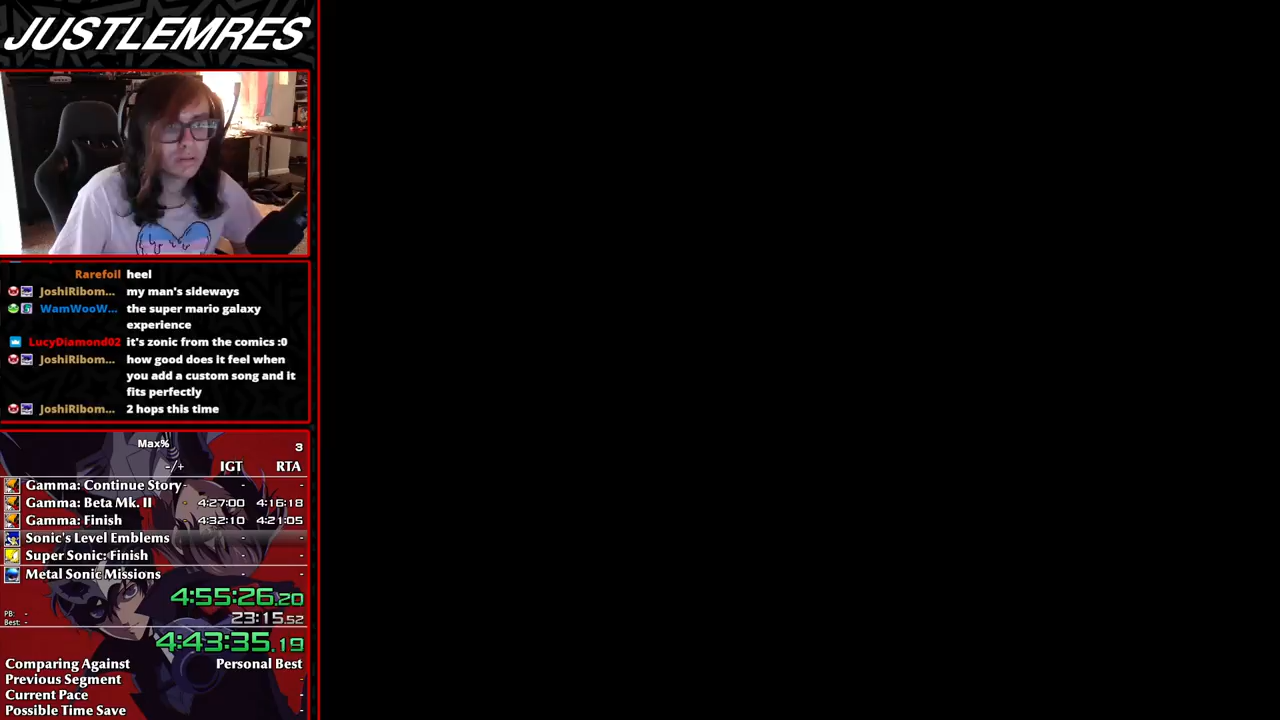 JUSTLEMRES
Rarefoil heel
JoshiRibom... my man's sideways
WamWooW... the super mario galaxy
experience
LucyDiamond02 it's zonic from the comics :0
JoshiRibom... how good does it feel when
you add a custom song and it
fits perfectly
JoshiRibom... 2 hops this time
Max% 3
-/+ IGT RTA
Gamma: Continue Story - - -
Gamma: Beta Mk. II - 4:27:00 4:16:18
Gamma: Finish 4:32:10 4:21:05
Sonic's Level Emblems - -
Super Sonic: Finish - -
Metal Sonic Missions - -
4:55:26.20
PB: -
Best: -
23:15.52
4:43:35.19
Comparing Against Personal Best
Previous Segment -
Current Pace -
Possible Time Save -